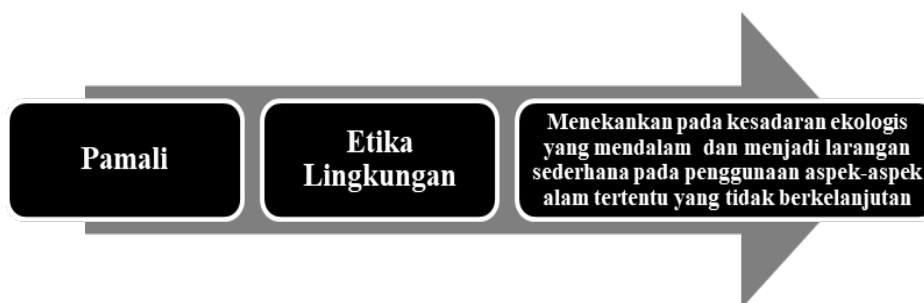 Pamali
Etika
Lingkungan
Menekankan pada kesadaran ekologis
yang mendalam dan menjadi larangan
sederhana pada penggunaan aspek-aspek
alam tertentu yang tidak berkelanjutan